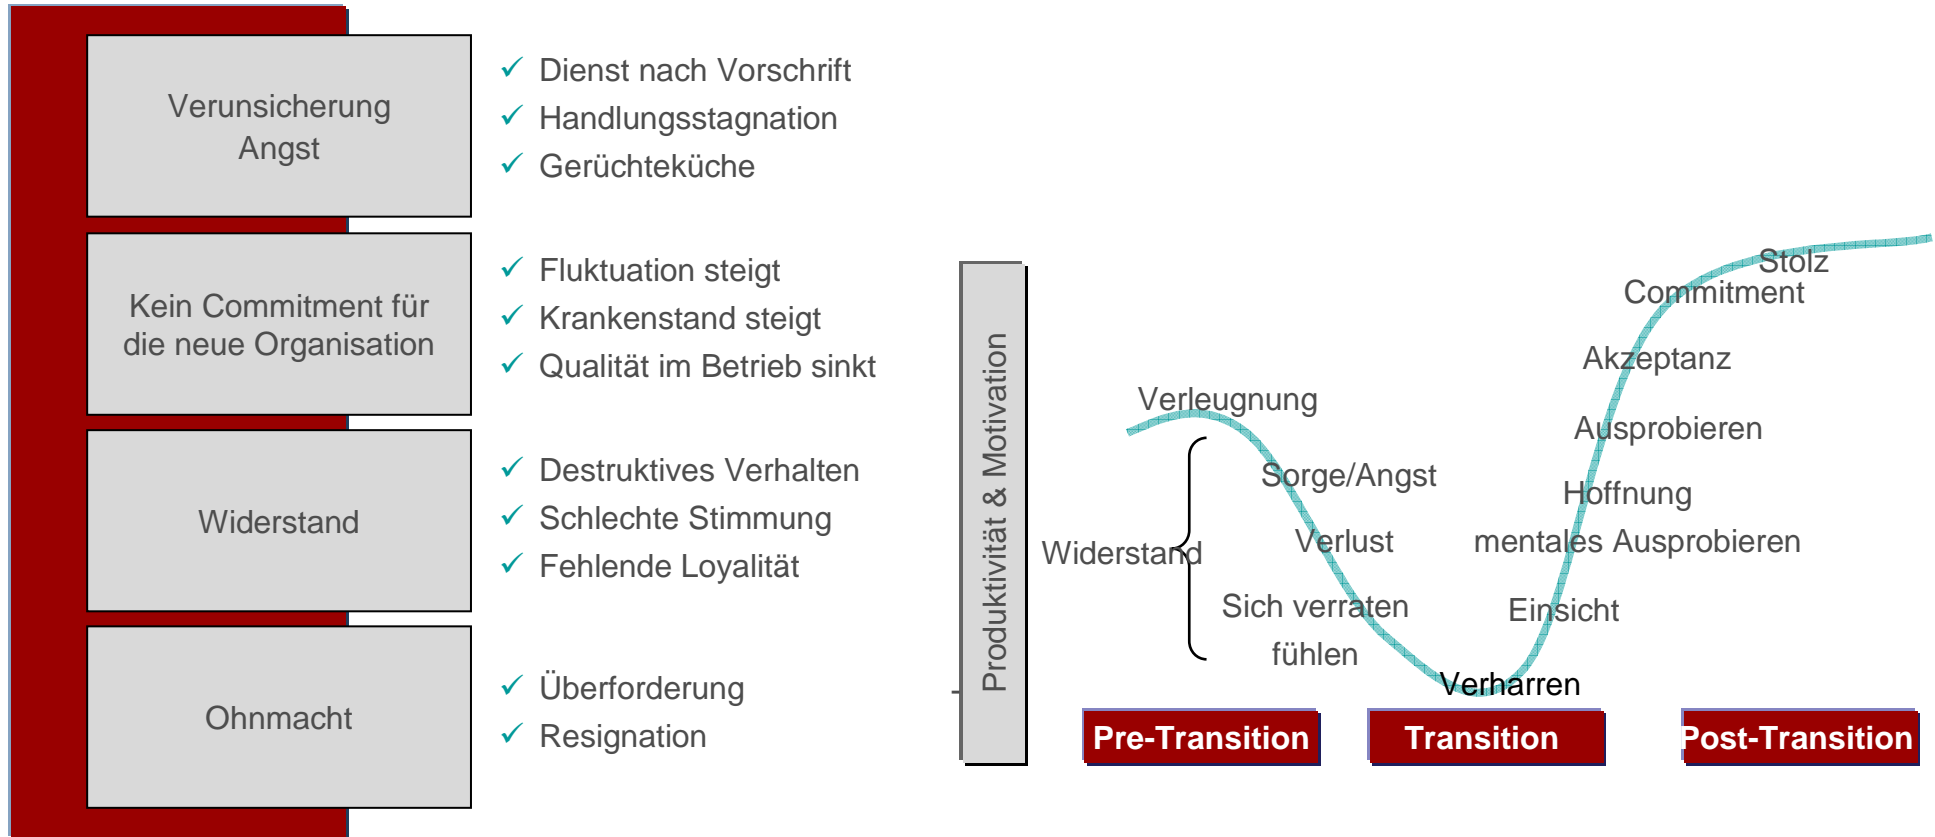 Verunsicherung
Angst
Dienst nach Vorschrift
Handlungsstagnation
Gerüchteküche
Kein Commitment für
die neue Organisation
Fluktuation steigt
Krankenstand steigt
Qualität im Betrieb sinkt
Widerstand
Destruktives Verhalten
Schlechte Stimmung
Fehlende Loyalität
Ohnmacht
Überforderung
Resignation
Produktivität & Motivation
Verleugnung
Widerstand
Sorge/Angst
Verlust
Sich verraten
fühlen
Verharren
Einsicht
mentales Ausprobieren
Hoffnung
Ausprobieren
Akzeptanz
Commitment
Stolz
Pre-Transition
Transition
Post-Transition